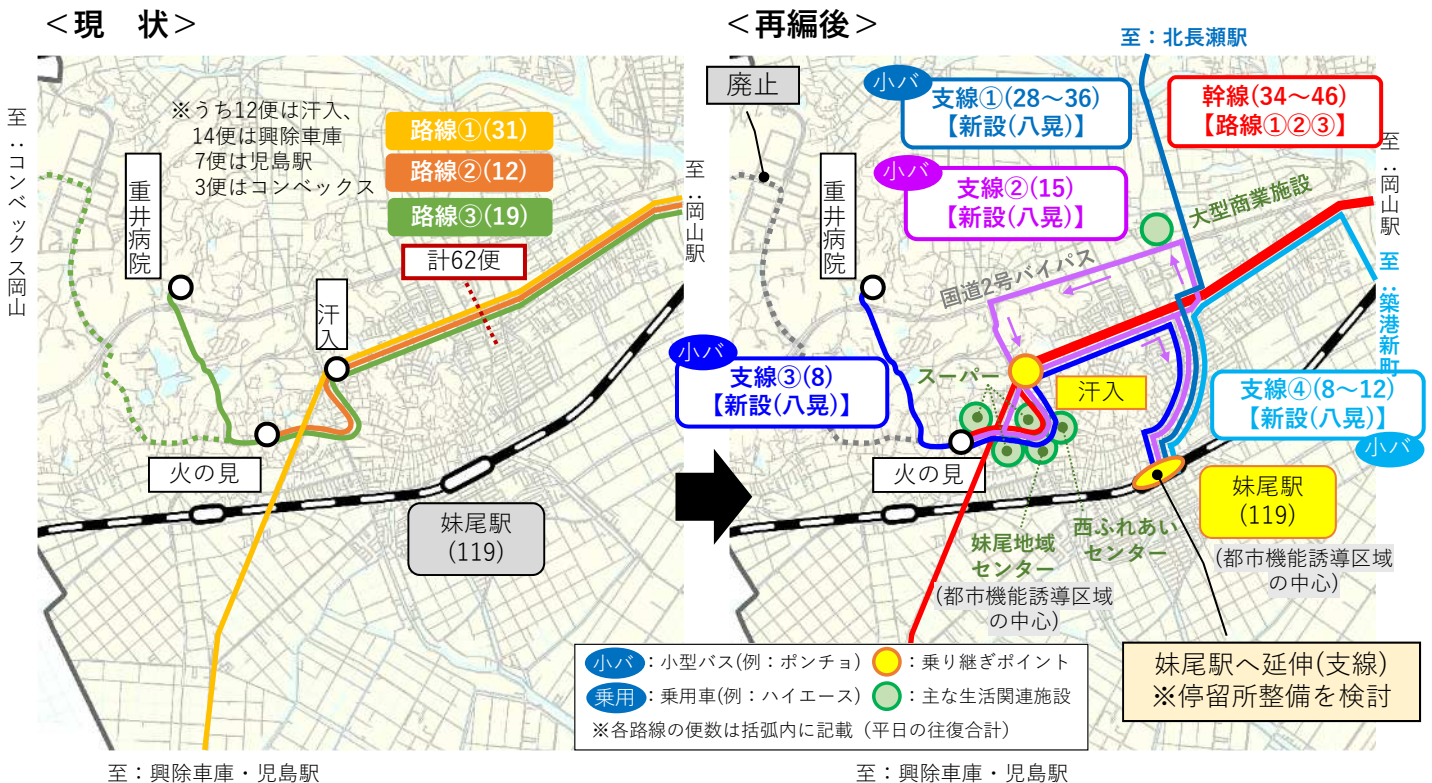 ＜現　状＞
至：コンベックス岡山
※うち12便は汗入、
14便は興除車庫
7便は児島駅
3便はコンベックス
路線①(31)
路線②(12)
路線③(19)
計62便
至：岡山駅
重井病院
汗入
火の見
妹尾駅
(119)
至：興除車庫・児島駅
＜再編後＞
至：北長瀬駅
廃止
小バ
支線①(28～36)
【新設(八晃)】
幹線(34～46)
【路線①②③】
小バ
支線②(15)
【新設(八晃)】
至：岡山駅
大型商業施設
重井病院
国道2号バイパス
至：築港新町
小バ
支線③(8)
【新設(八晃)】
スーパー
汗入
支線④(8～12)
【新設(八晃)】
小バ
火の見
妹尾駅
(119)
(都市機能誘導区域
の中心)
西ふれあい
センター
妹尾地域
センター
(都市機能誘導区域
の中心)
妹尾駅へ延伸(支線)
※停留所整備を検討
小バ：小型バス(例：ポンチョ)　：乗り継ぎポイント
乗用：乗用車(例：ハイエース)　：主な生活関連施設
※各路線の便数は括弧内に記載（平日の往復合計）
至：興除車庫・児島駅